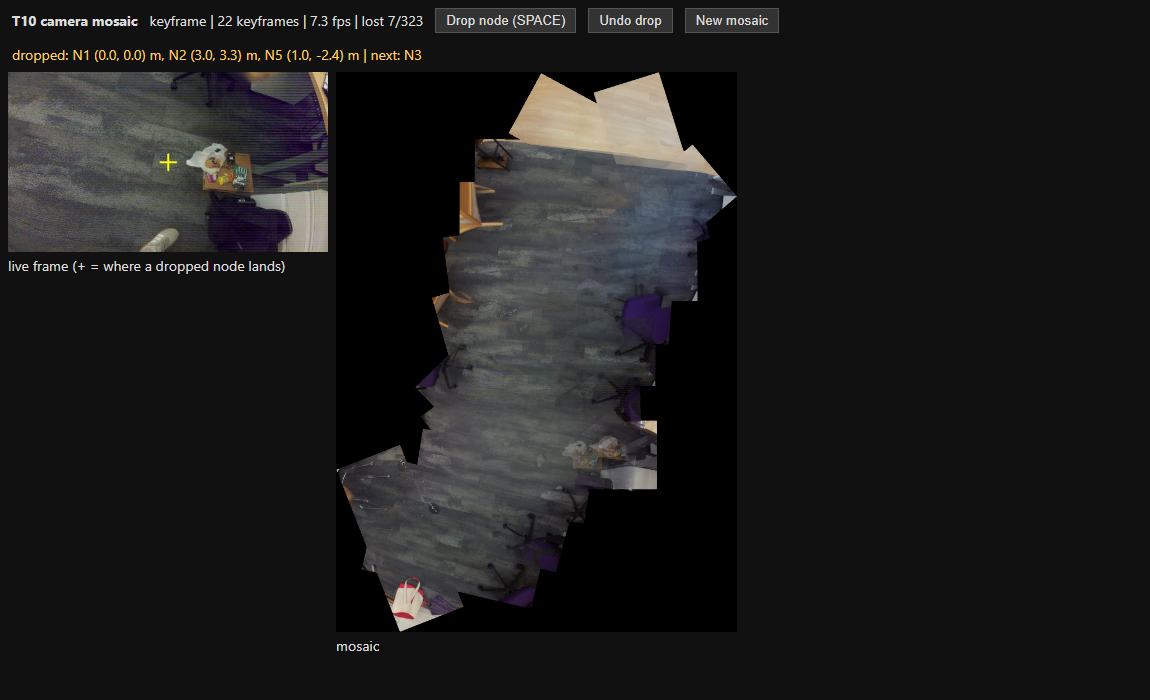 T10 camera mosaic keyframe | 22 keyframes | 7.3 fps | lost 7/323 Drop node (SPACE) Undo drop New mosaic
dropped: N1 (0.0, 0.0) m, N2 (3.0, 3.3) m, N5 (1.0, -2.4) m | next: N3
live frame (+ = where a dropped node lands)
mosaic